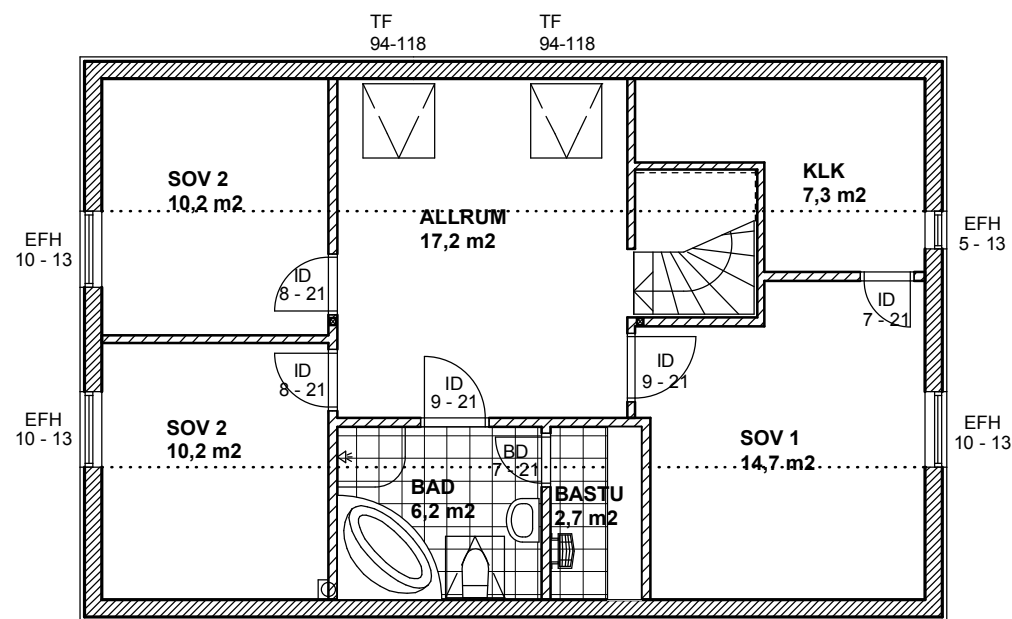 TF
94-118
TF
94-118
SOV 2
10,2 m2
KLK
7,3 m2
ALLRUM
17,2 m2
EFH
10 - 13
EFH
5 - 13
ID
8 - 21
ID
7 - 21
ID
8 - 21
ID
9 - 21
ID
9 - 21
EFH
10 - 13
SOV 2
10,2 m2
SOV 1
14,7 m2
EFH
10 - 13
BD
7 - 21
BAD
6,2 m2
BASTU
2,7 m2